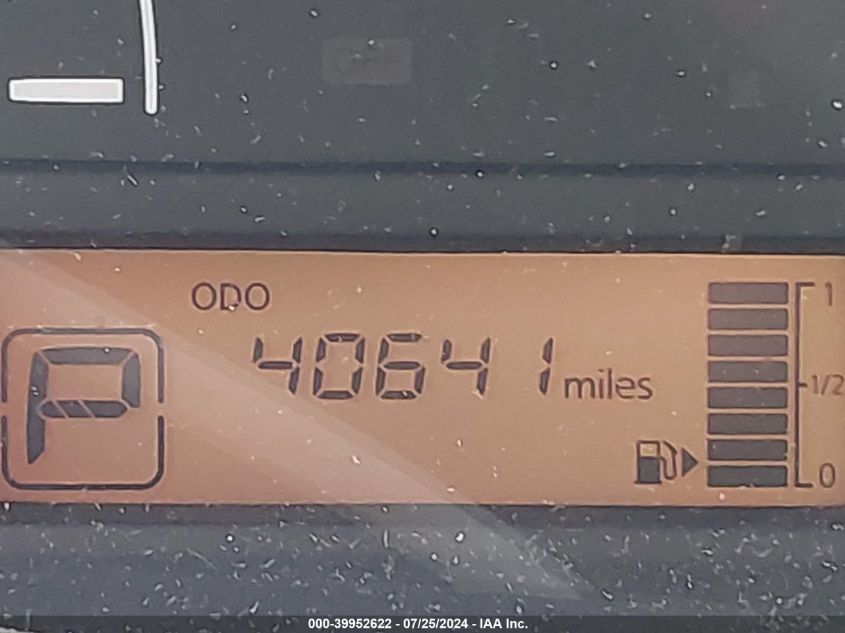 ODO
1
40641 miles
1/2
P
0
000-39952622 - 07/25/2024 - IAA Inc.